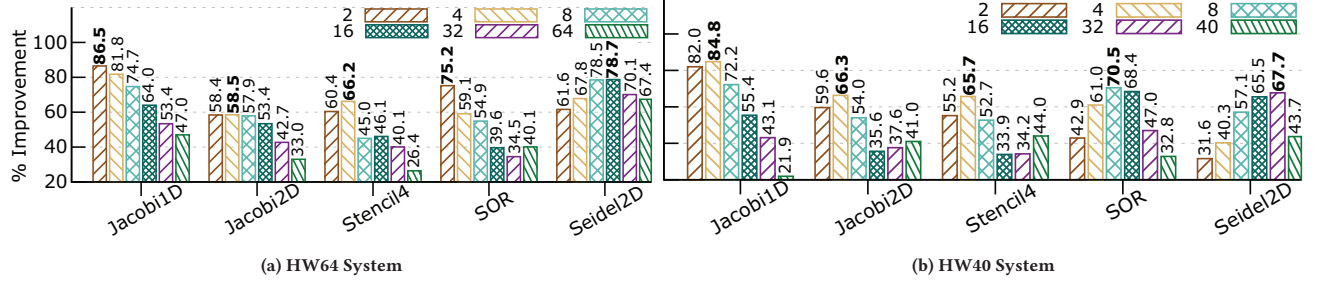 2 4 8
16 32 64
% Improvement
100
80
60
40
20
86.5 81.8 74.7 64.0 53.4 47.0
58.4 58.5 57.9 53.4 42.7 33.0
60.4 66.2 45.0 46.1 40.1 26.4
75.2 59.1 54.9 39.6 34.5 40.1
61.6 67.8 78.5 78.7 70.1 67.4
Jacobi1D Jacobi2D Stencil4 SOR Seidel2D
(a) HW64 System
2 4 8
16 32 40
82.0 84.8 72.2 55.4 43.1 21.9
59.6 66.3 54.0 35.6 37.6 41.0
55.2 65.7 52.7 33.9 34.2 44.0
42.9 61.0 70.5 68.4 47.0 32.8
31.6 40.3 57.1 65.5 67.7 43.7
Jacobi1D Jacobi2D Stencil4 SOR Seidel2D
(b) HW40 System